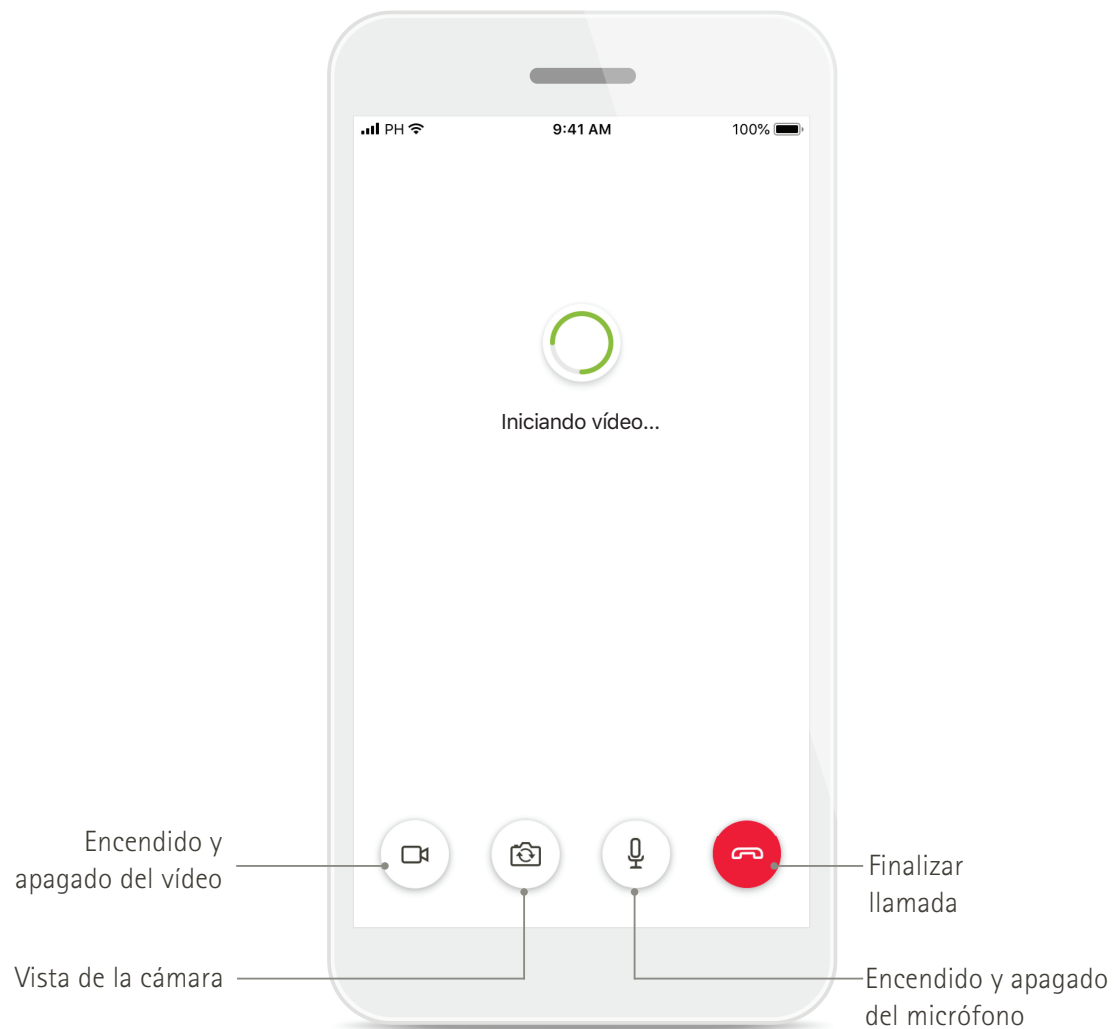 PH
9:41 AM
100%
Iniciando vídeo...
Encendido y
apagado del vídeo
Vista de la cámara
Finalizar
llamada
Encendido y apagado
del micrófono